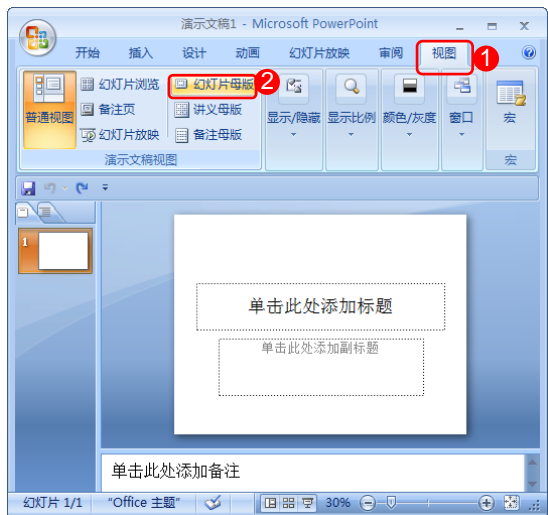 演示文稿1 - Microsoft PowerPoint
开始 插入 设计 动画 幻灯片放映 审阅 视图 1
普通视图 幻灯片浏览 幻灯片母版 2
备注页 讲义母版
幻灯片放映 备注母版
显示/隐藏 显示比例 颜色/灰度 窗口 宏
演示文稿视图 宏
1
单击此处添加标题
单击此处添加副标题
单击此处添加备注
幻灯片 1/1 "Office 主题" 30%